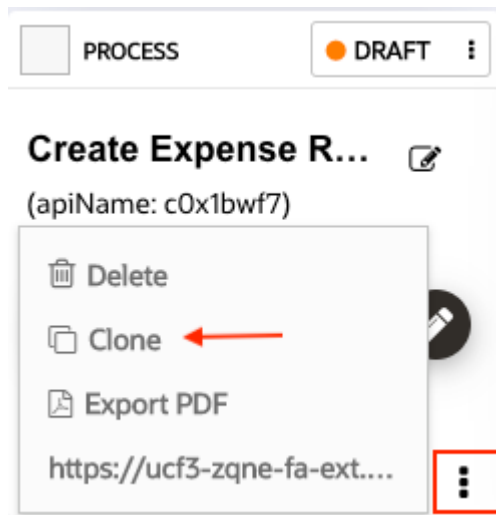 PROCESS
DRAFT
Create Expense R...
(apiName: c0x1bwf7)
Delete
Clone
Export PDF
https://ucf3-zqne-fa-ext....